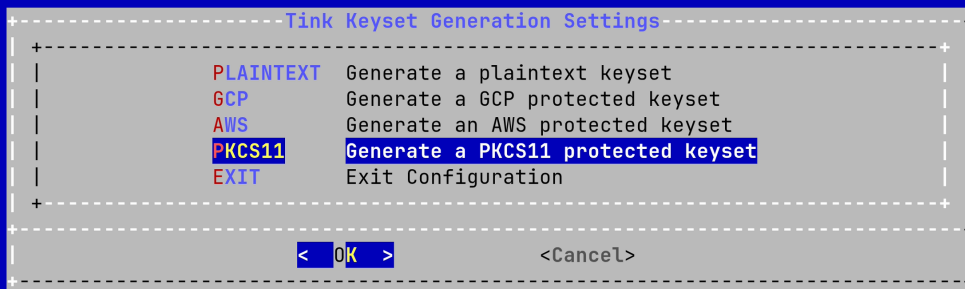 Tink Keyset Generation Settings
PLAINTEXT Generate a plaintext keyset
GCP Generate a GCP protected keyset
AWS Generate an AWS protected keyset
PKCS11 Generate a PKCS11 protected keyset
EXIT Exit Configuration
< OK > <Cancel>